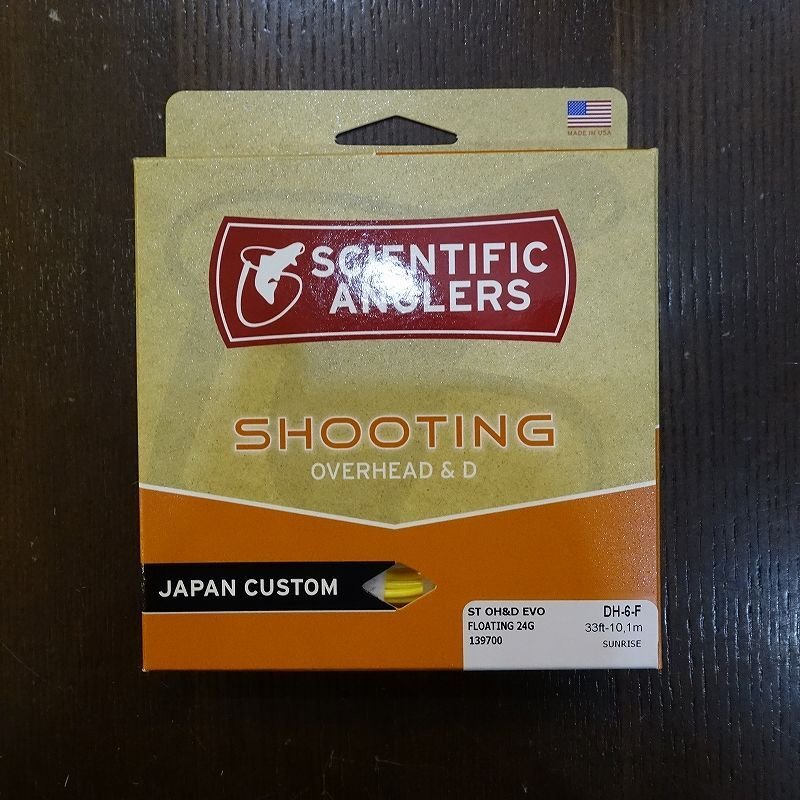 MADE IN USA
SCIENTIFIC
ANGLERS
SHOOTING
OVERHEAD & D
JAPAN CUSTOM
ST OH&D EVO DH-6-F
FLOATING 24G 33ft-10,1m
139700 SUNRISE